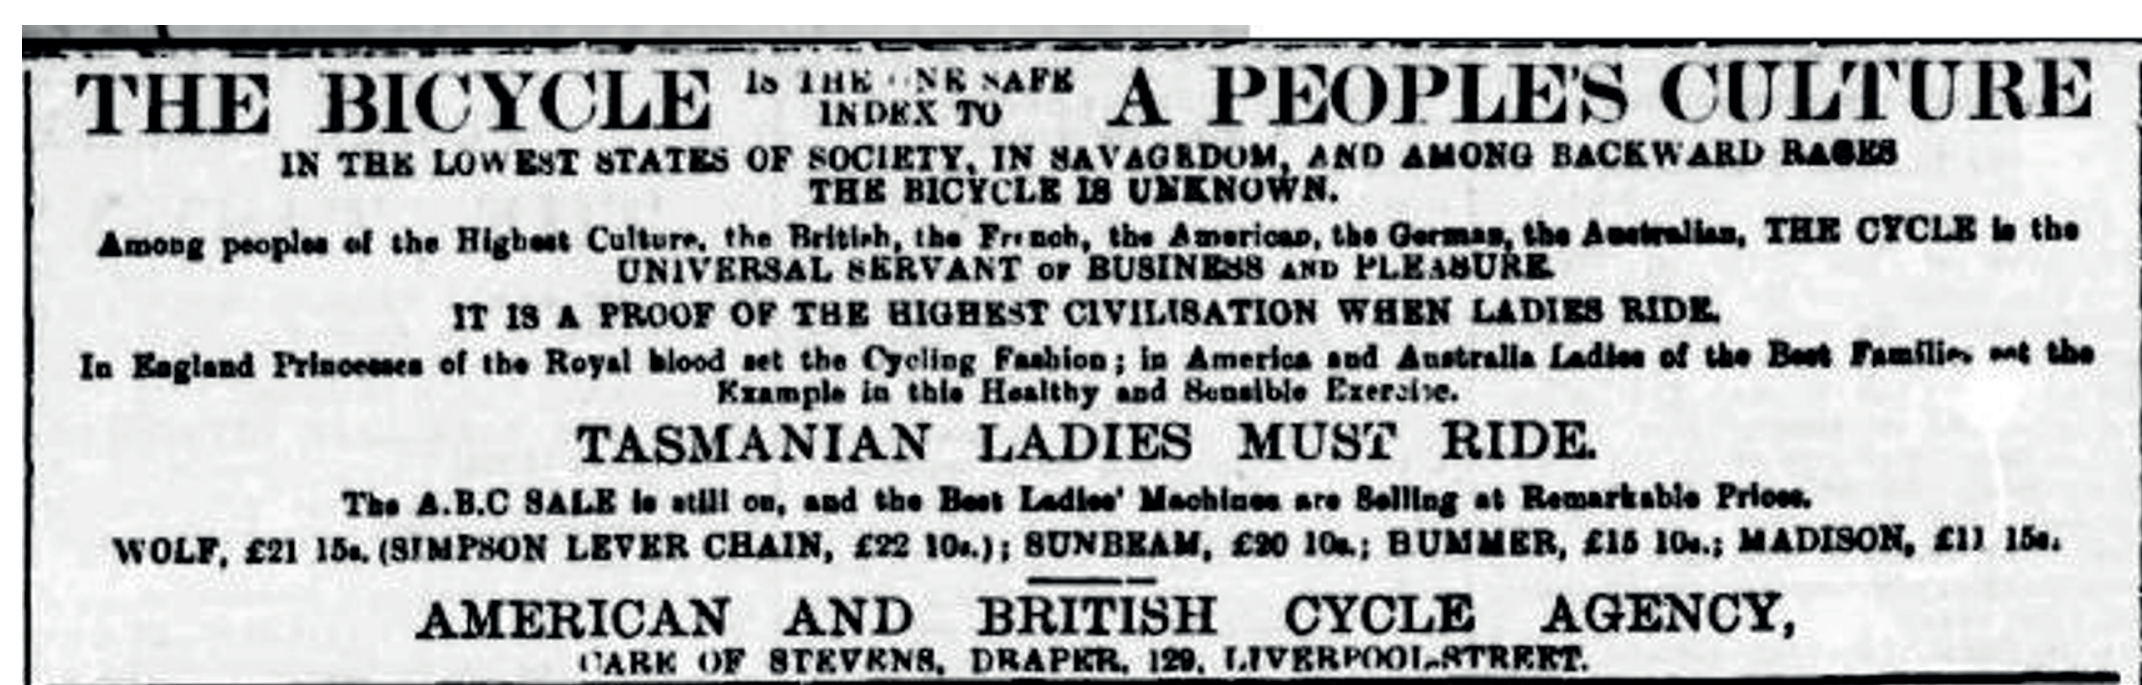 THE BICYCLE IS THE ONE SAFE INDEX TO A PEOPLE'S CULTURE
IN THE LOWEST STATES OF SOCIETY, IN SAVAGEDOM, AND AMONG BACKWARD RACES
THE BICYCLE IS UNKNOWN.
Among peoples of the Highest Culture, the British, the French, the American, the German, the Australian, THE CYCLE is the
UNIVERSAL SERVANT OF BUSINESS AND PLEASURE.
IT IS A PROOF OF THE HIGHEST CIVILISATION WHEN LADIES RIDE.
In England Princesses of the Royal blood set the Cycling Fashion; in America and Australia Ladies of the Best Families set the
Example in this Healthy and Sensible Exercise.
TASMANIAN LADIES MUST RIDE.
The A.B.C SALE is still on, and the Best Ladies' Machines are Selling at Remarkable Prices.
WOLF, £21 15s. (SIMPSON LEVER CHAIN, £22 10s.); SUNBEAM, £20 10s.; BUMMER, £15 10s.; MADISON, £11 15s.
AMERICAN AND BRITISH CYCLE AGENCY,
CARE OF STEVENS, DRAPER, 129, LIVERPOOL-STREET.